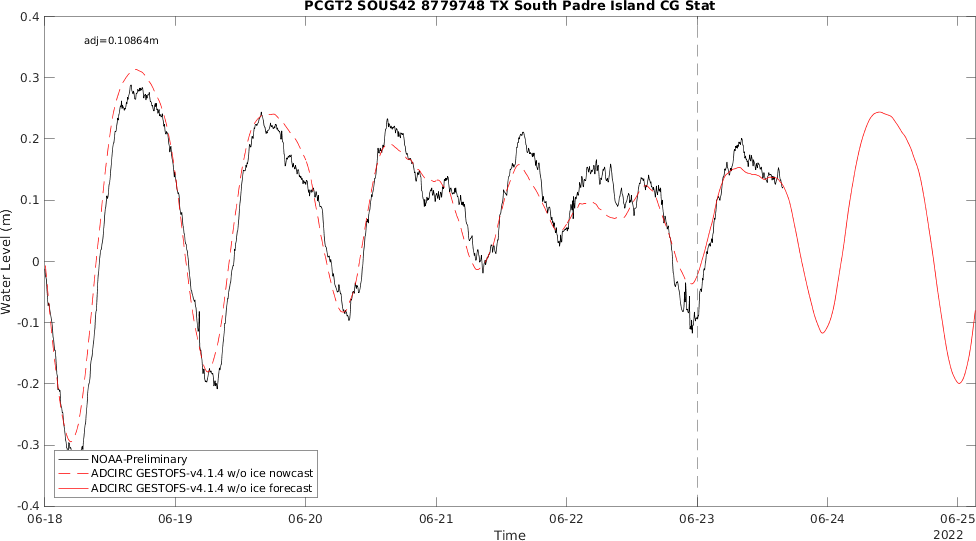 PCGT2 SOUS42 8779748 TX South Padre Island CG Stat
adj=0.10864m
Water Level (m)
0.4
0.3
0.2
0.1
0
-0.1
-0.2
-0.3
-0.4
NOAA-Preliminary
ADCIRC GESTOFS-v4.1.4 w/o ice nowcast
ADCIRC GESTOFS-v4.1.4 w/o ice forecast
06-18 06-19 06-20 06-21 06-22 06-23 06-24 06-25
Time
2022